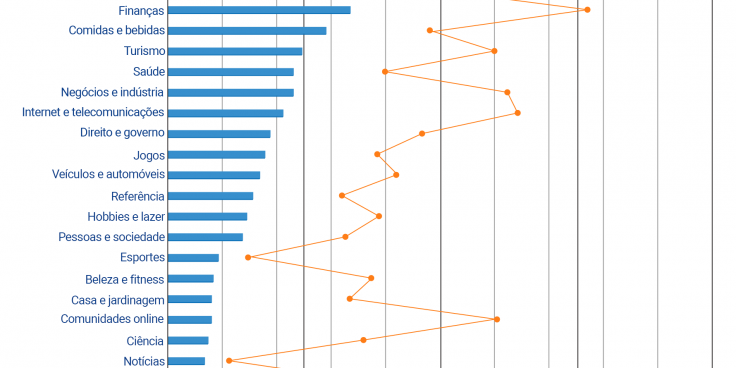 Finanças
Comidas e bebidas
Turismo
Saúde
Negócios e indústria
Internet e telecomunicações
Direito e governo
Jogos
Veículos e automóveis
Referência
Hobbies e lazer
Pessoas e sociedade
Esportes
Beleza e fitness
Casa e jardinagem
Comunidades online
Ciência
Notícias